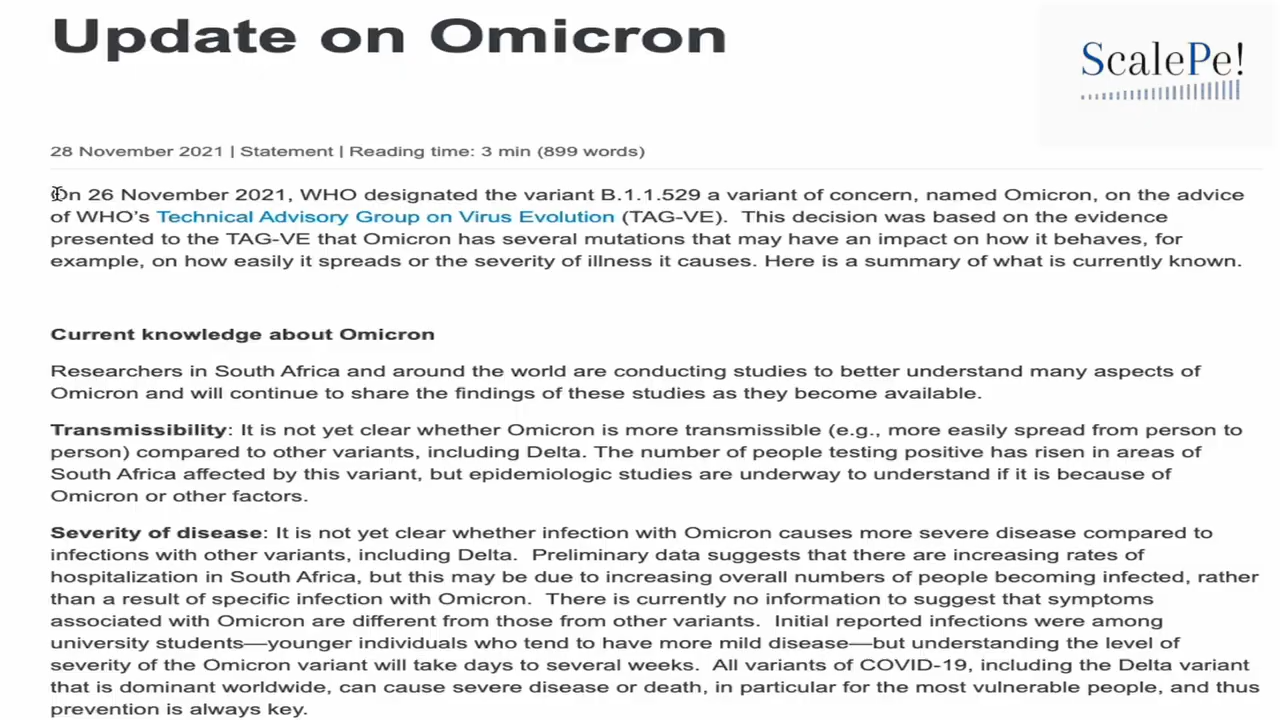 Update on Omicron
ScalePe!
28 November 2021 | Statement | Reading time: 3 min (899 words)
On 26 November 2021, WHO designated the variant B.1.1.529 a variant of concern, named Omicron, on the advice
of WHO’s Technical Advisory Group on Virus Evolution (TAG-VE).  This decision was based on the evidence
presented to the TAG-VE that Omicron has several mutations that may have an impact on how it behaves, for
example, on how easily it spreads or the severity of illness it causes. Here is a summary of what is currently known.
Current knowledge about Omicron
Researchers in South Africa and around the world are conducting studies to better understand many aspects of
Omicron and will continue to share the findings of these studies as they become available.
Transmissibility: It is not yet clear whether Omicron is more transmissible (e.g., more easily spread from person to
person) compared to other variants, including Delta. The number of people testing positive has risen in areas of
South Africa affected by this variant, but epidemiologic studies are underway to understand if it is because of
Omicron or other factors.
Severity of disease: It is not yet clear whether infection with Omicron causes more severe disease compared to
infections with other variants, including Delta.  Preliminary data suggests that there are increasing rates of
hospitalization in South Africa, but this may be due to increasing overall numbers of people becoming infected, rather
than a result of specific infection with Omicron.  There is currently no information to suggest that symptoms
associated with Omicron are different from those from other variants.  Initial reported infections were among
university students—younger individuals who tend to have more mild disease—but understanding the level of
severity of the Omicron variant will take days to several weeks.  All variants of COVID-19, including the Delta variant
that is dominant worldwide, can cause severe disease or death, in particular for the most vulnerable people, and thus
prevention is always key.